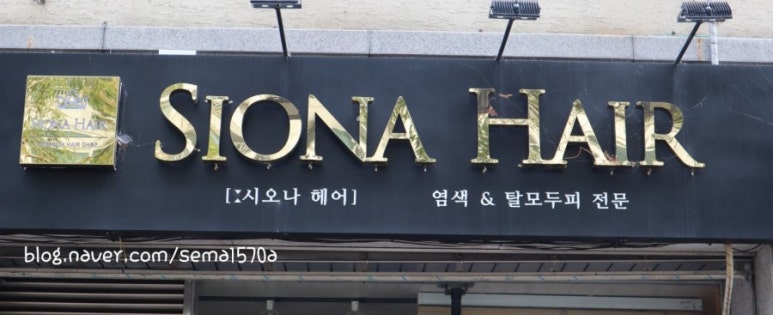 SIONA HAIR
SIONA HAIR
[:시오나 헤어] 염색 & 탈모두피 전문
blog.naver.com/sema1570a